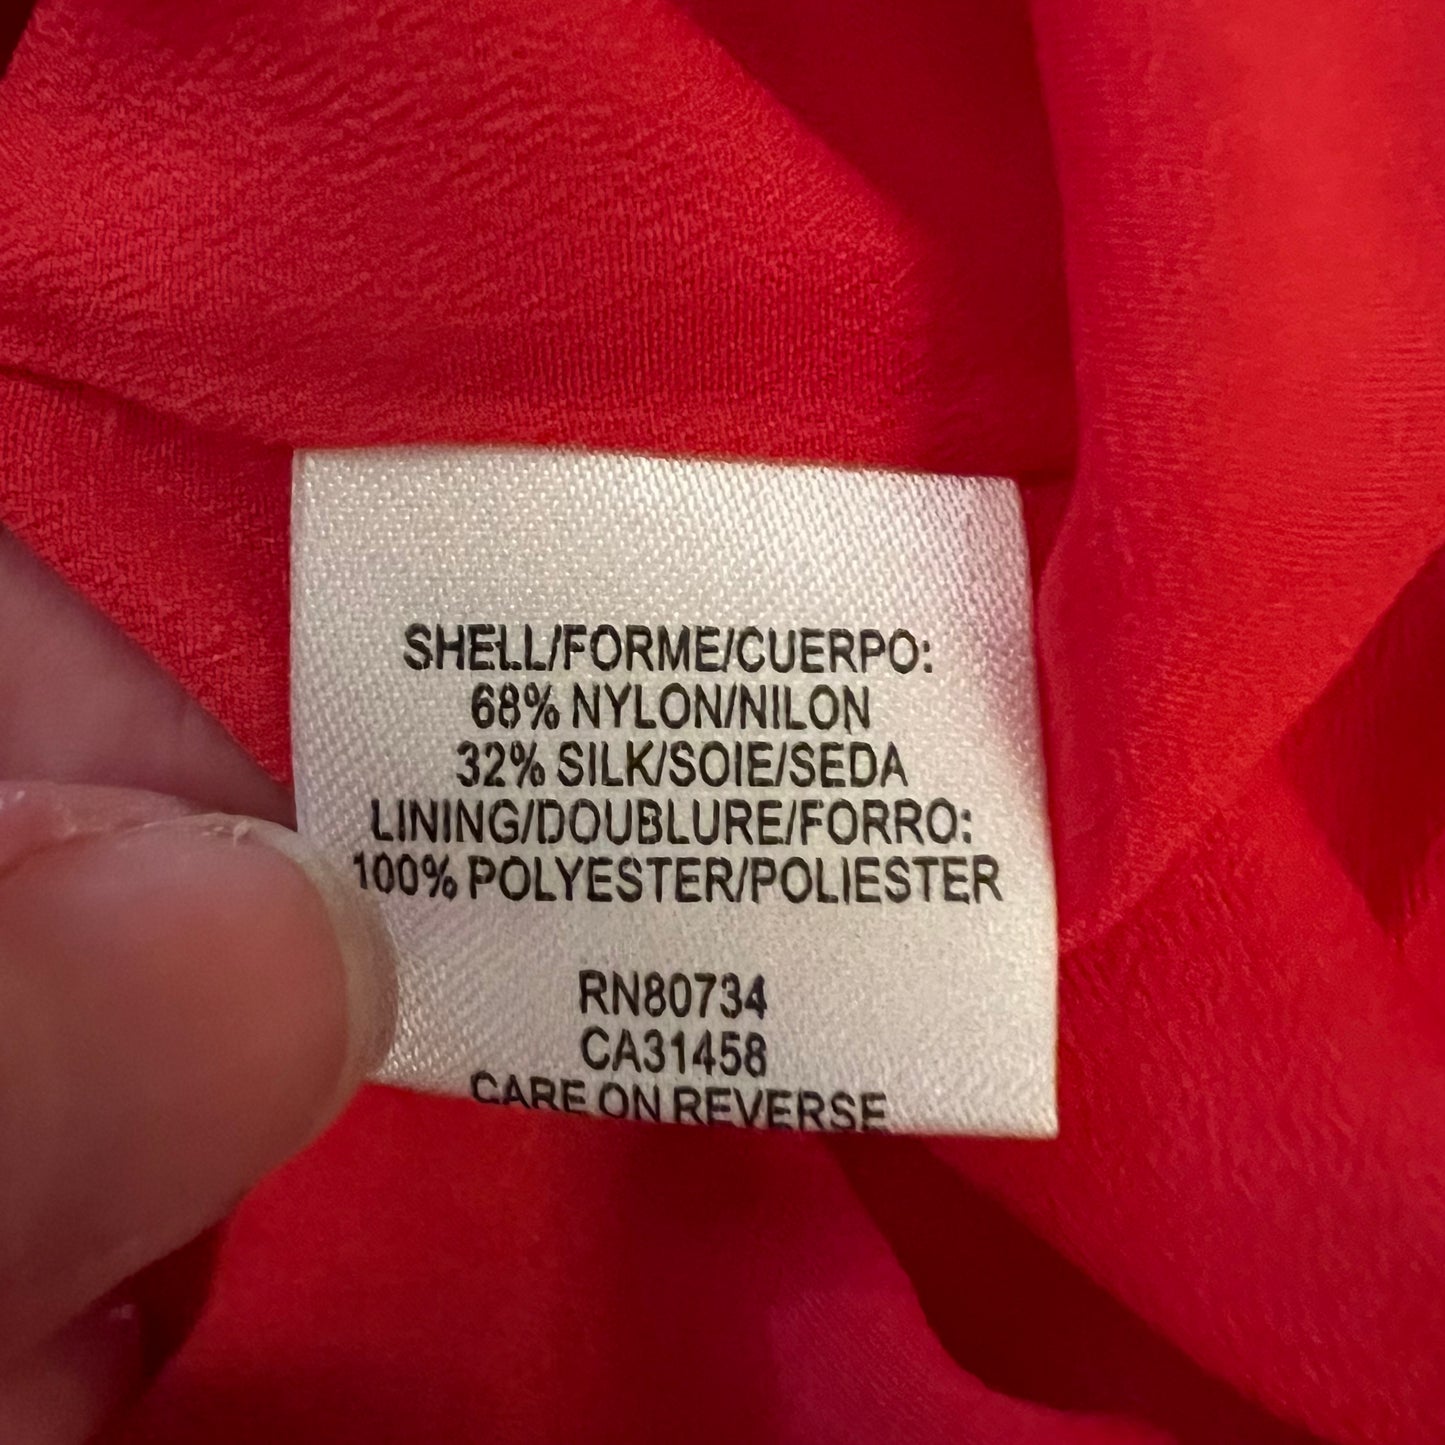 SHELL/FORME/CUERPO:
68% NYLON/NILON
32% SILK/SOIE/SEDA
LINING/DOUBLURE/FORRO:
100% POLYESTER/POLIESTER
RN80734
CA31458
CARE ON REVERSE